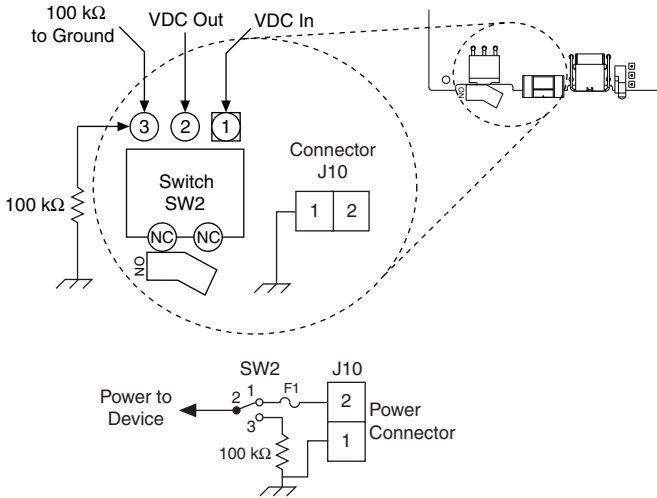 100 kΩ
to Ground
VDC Out
VDC In
3
2
1
Switch
SW2
100 kΩ
NC
NC
NO
Connector
J10
1
2
NO
SW2
J10
Power to
Device
2
1
F1
3
100 kΩ
2
1
Power
Connector